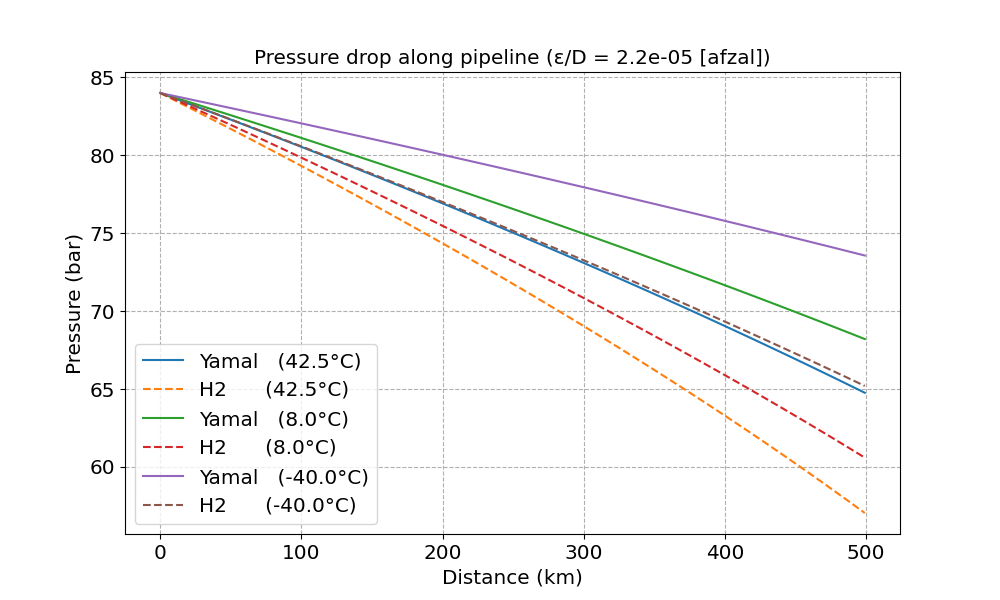 Pressure drop along pipeline (ε/D = 2.2e-05 [afzal])
85
80
75
70
65
60
Pressure (bar)
Yamal (42.5°C)
H2 (42.5°C)
Yamal (8.0°C)
H2 (8.0°C)
Yamal (-40.0°C)
H2 (-40.0°C)
0 100 200 300 400 500
Distance (km)